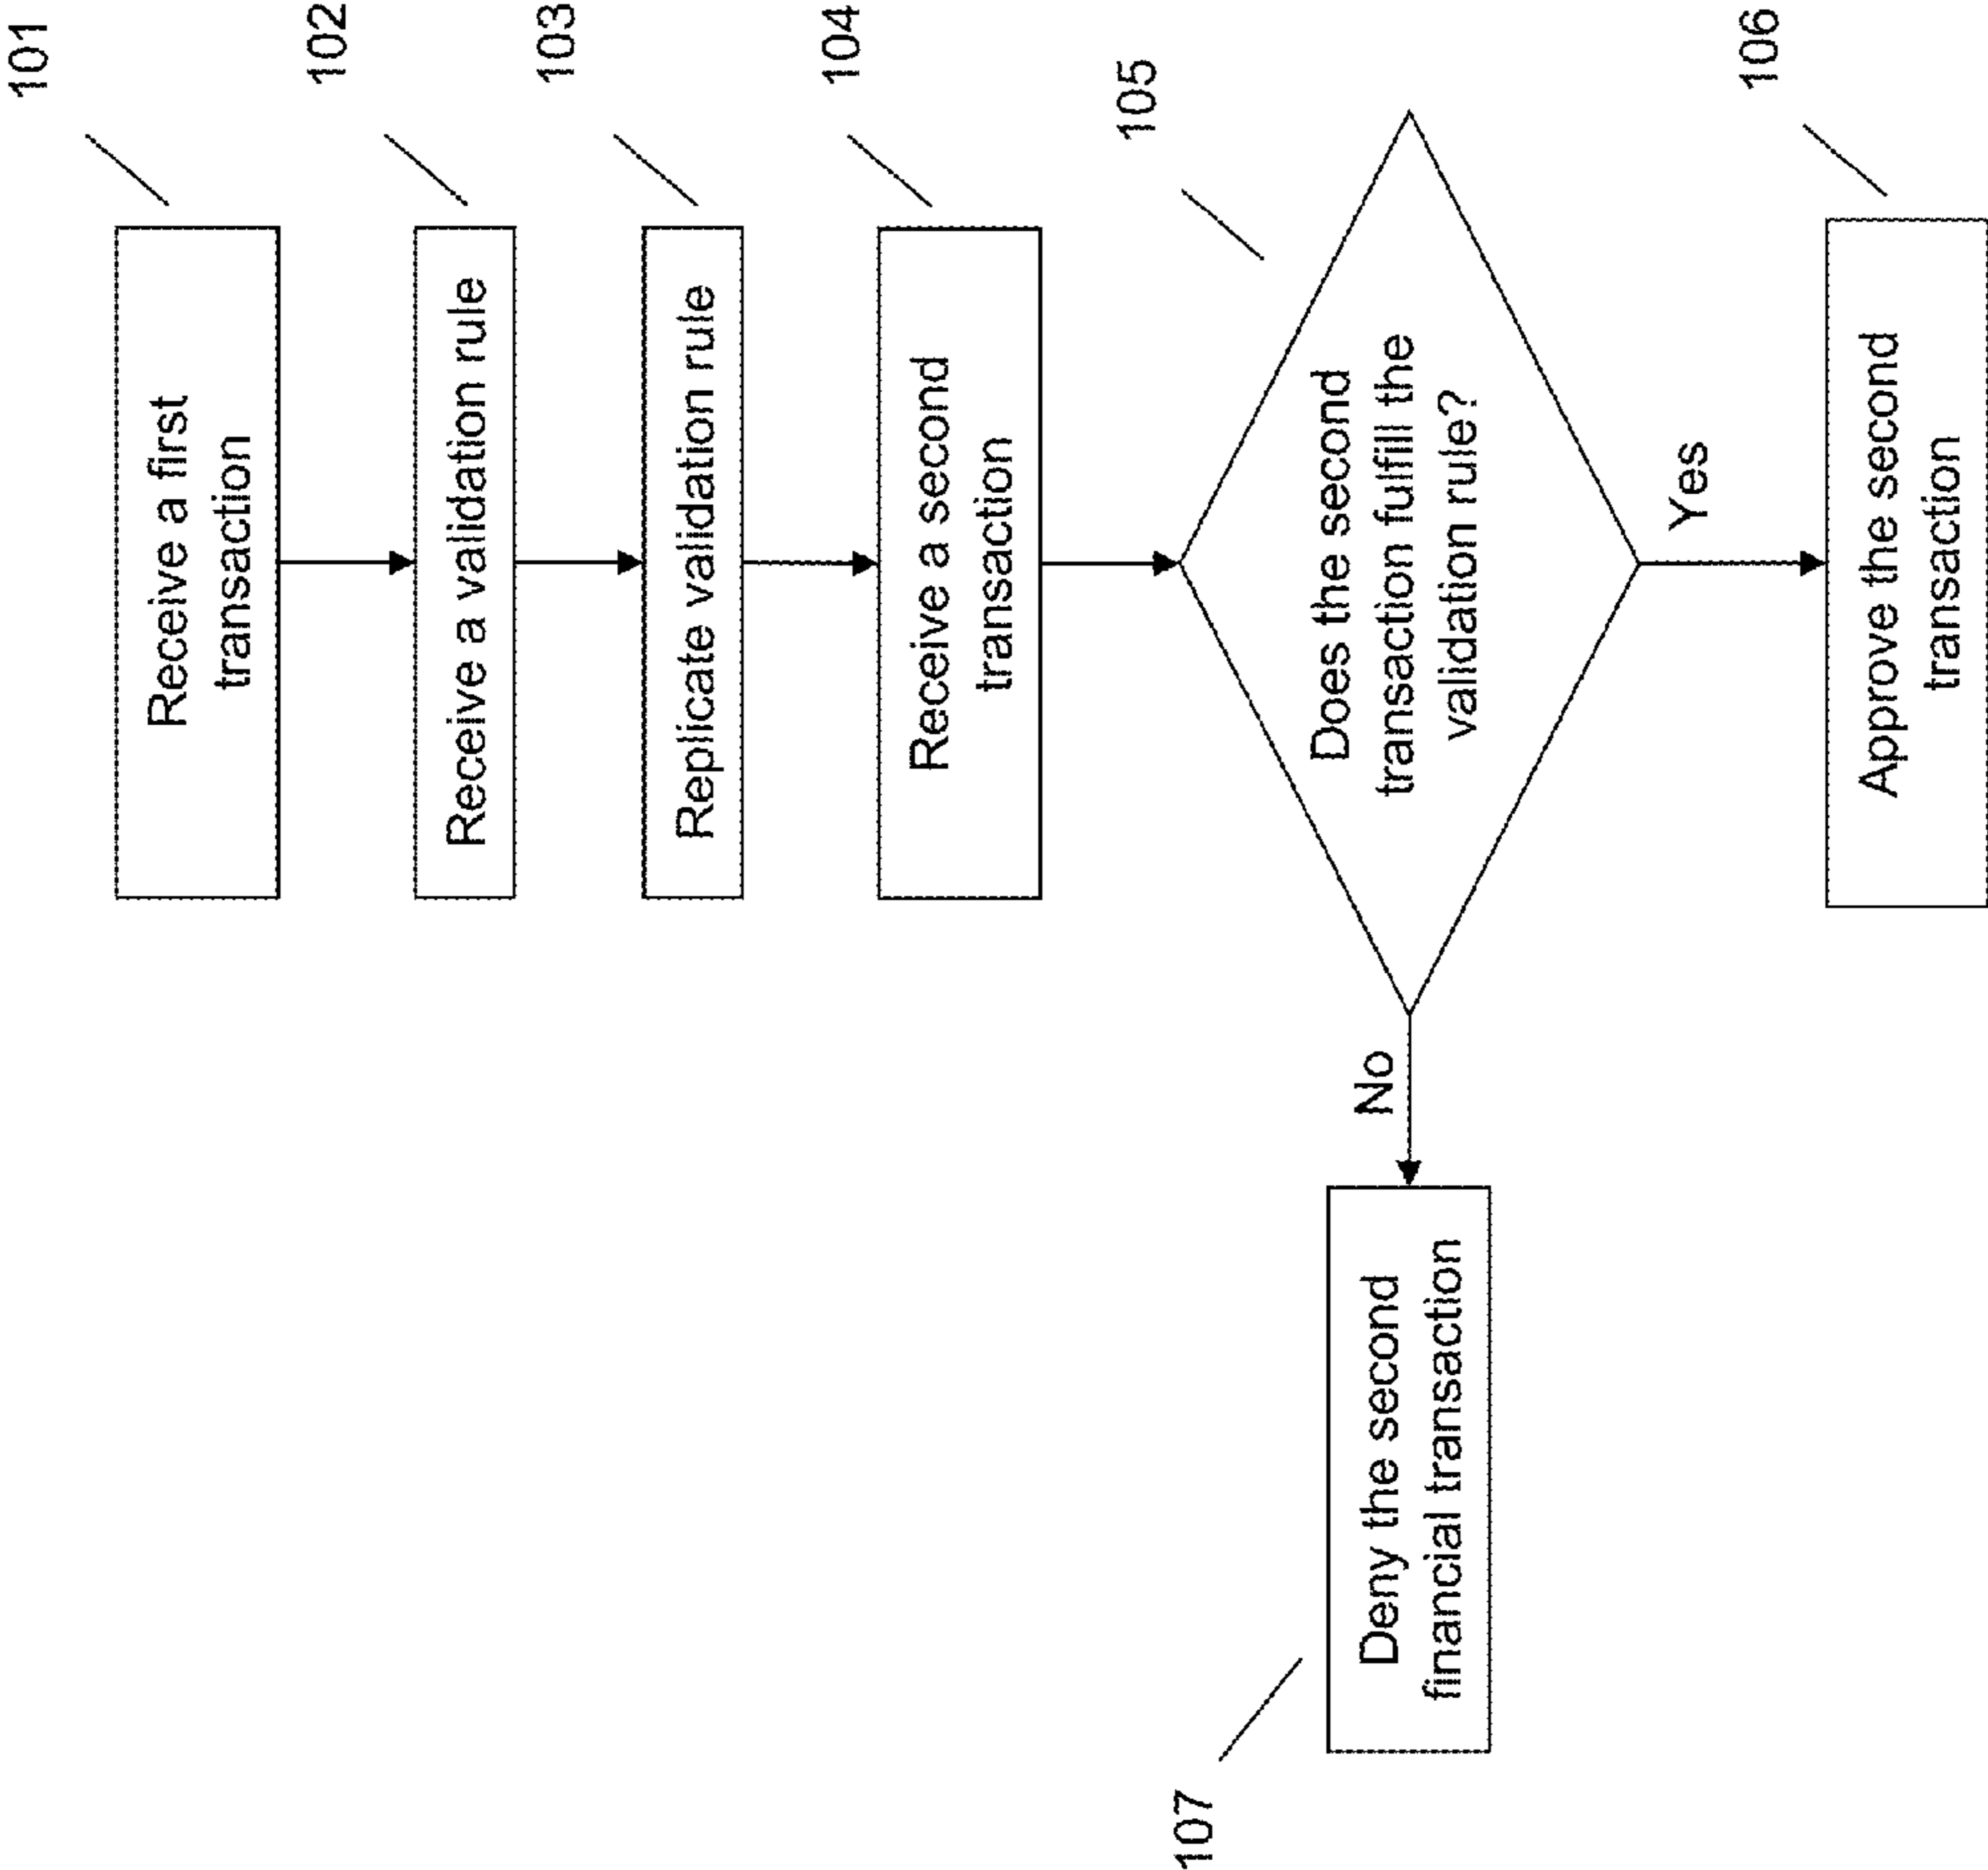 101
Receive a first
transaction
102
Receive a validation rule
103
Replicate validation rule
104
Receive a second
transaction
105
Does the second
transaction fulfill the
validation rule?
No
Yes
107
Deny the second
financial transaction
106
Approve the second
transaction